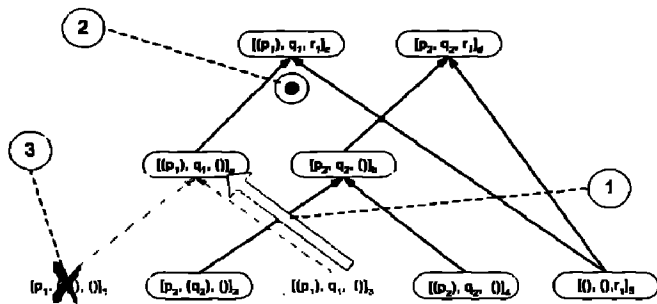 2
[((p₁), q₁, r₁]c
[p₂, q₂, r₁]d
3
[((p₁), q₁, ()]a
[p₂, q₂, ()]b
1
[p₁, ), ()]₁
[p₂, (q₂), ()]₂
[((p₁), q₁, ()]₃
[((p₂), q₂, ()]₄
[(), (),r₁]₅